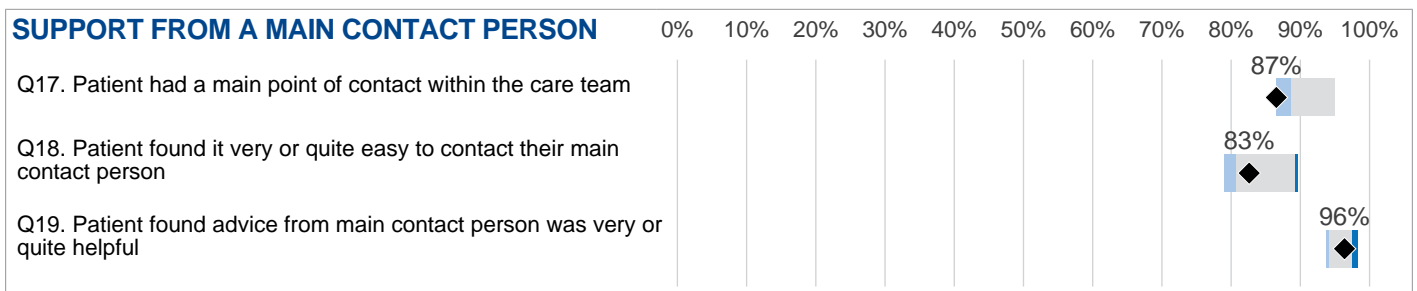 SUPPORT FROM A MAIN CONTACT PERSON 0% 10% 20% 30% 40% 50% 60% 70% 80% 90% 100%
Q17. Patient had a main point of contact within the care team 87%
Q18. Patient found it very or quite easy to contact their main 83%
contact person
Q19. Patient found advice from main contact person was very or 96%
quite helpful